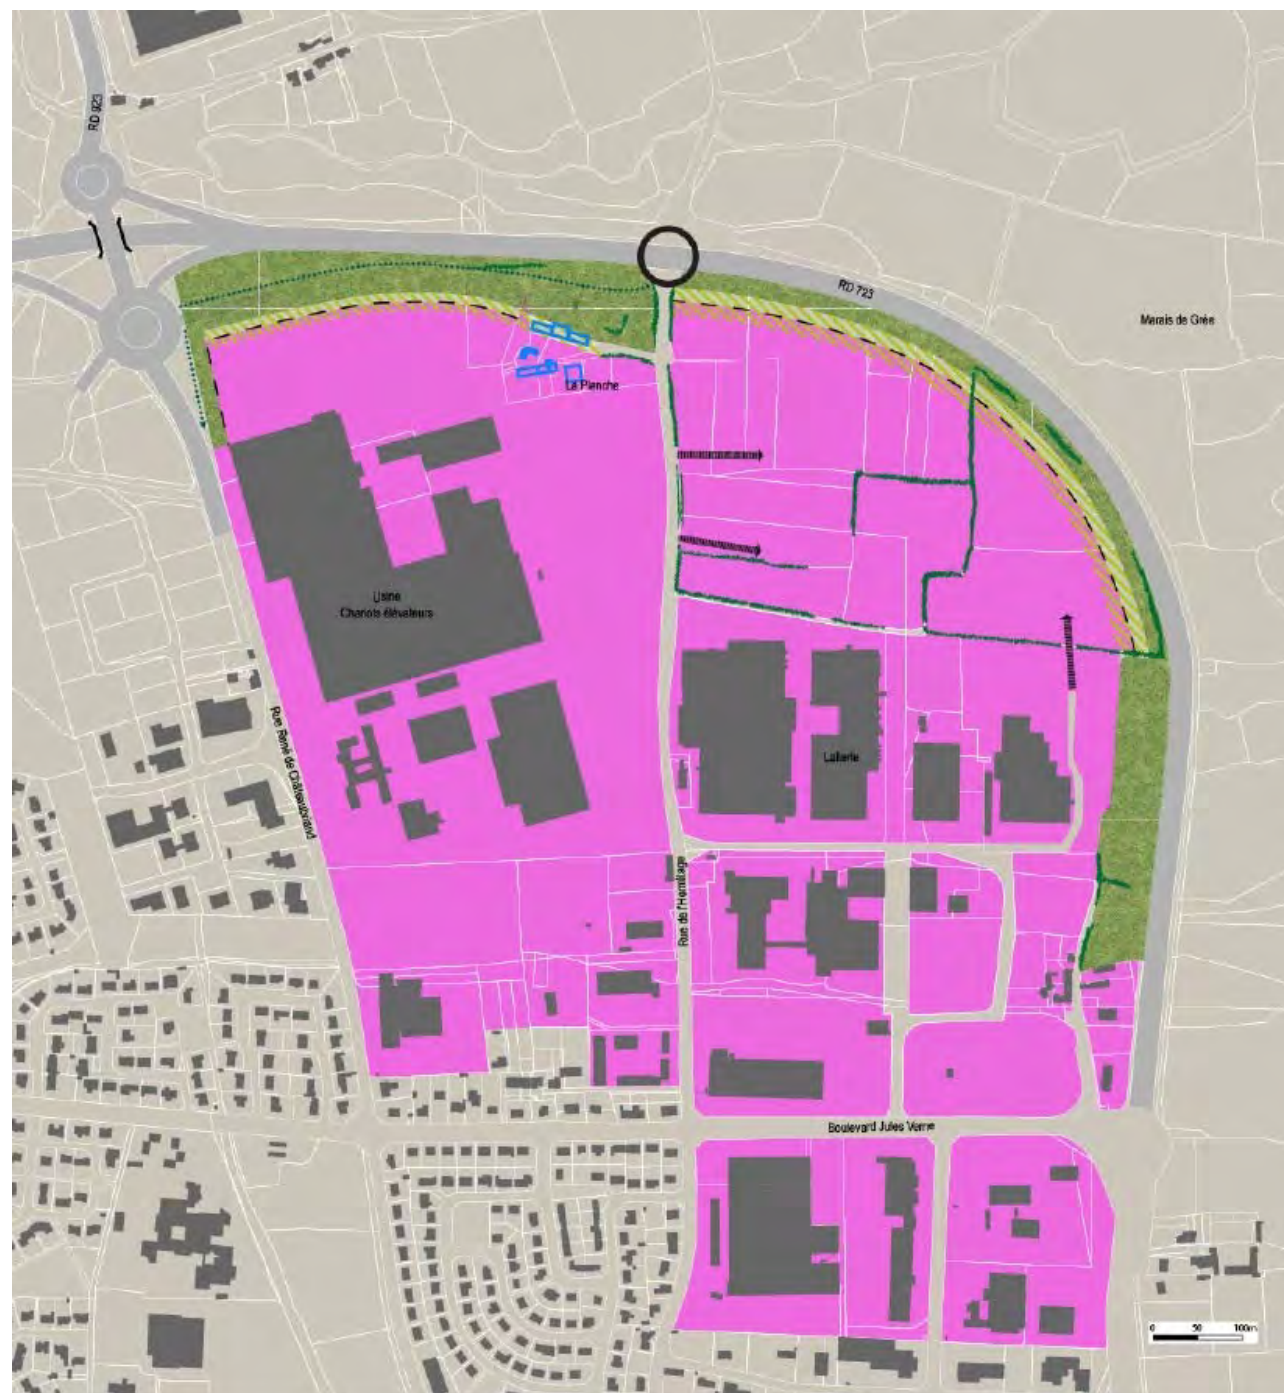 RD 923
RD 723
Marais de Grée
La Planche
Usine
Chariots élévateurs
Rue René de Châteaubriand
Laiterie
Rue de l'Hermitage
Boulevard Jules Verne
0 50 100m